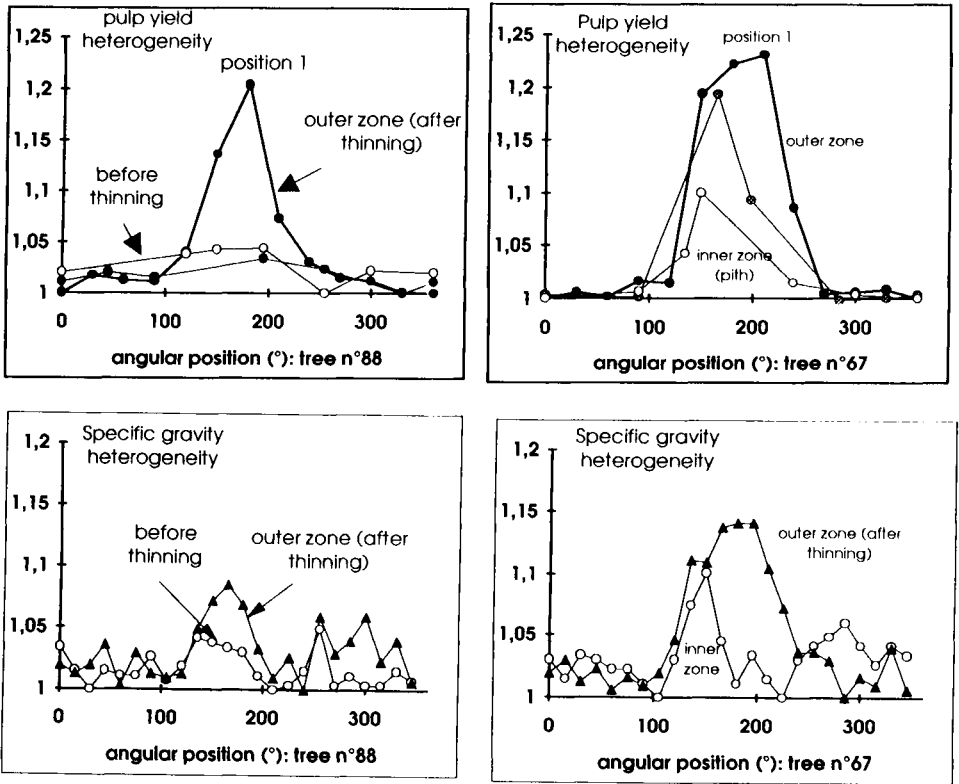 pulp yield
heterogeneity
1,25
1,2
1,15
1,1
1,05
1
position 1
outer zone (after
thinning)
before
thinning
0
100
200
300
angular position (°): tree n°88
Pulp yield
heterogeneity
1,25
1,2
1,15
1,1
1,05
1
position 1
outer zone
inner zone
(pith)
0
100
200
300
angular position (°): tree n°67
Specific gravity
heterogeneity
1,2
1,15
1,1
1,05
1
before
thinning
outer zone (after
thinning)
0
100
200
300
angular position (°): tree n°88
Specific gravity
heterogeneity
1,2
1,15
1,1
1,05
1
outer zone (after
thinning)
inner
zone
0
100
200
300
angular position (°): tree n°67